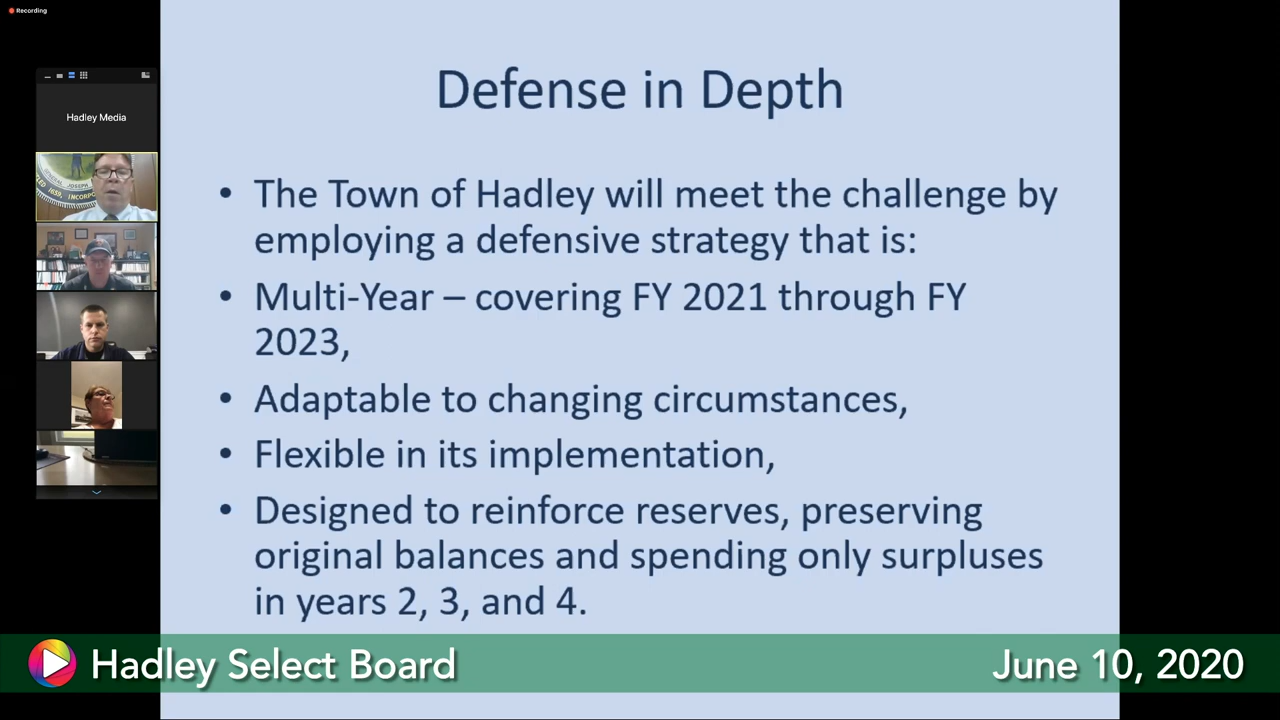 Recording
Hadley Media
Defense in Depth
• The Town of Hadley will meet the challenge by
employing a defensive strategy that is:
• Multi-Year – covering FY 2021 through FY
2023,
• Adaptable to changing circumstances,
• Flexible in its implementation,
• Designed to reinforce reserves, preserving
original balances and spending only surpluses
in years 2, 3, and 4.
Hadley Select Board
June 10, 2020